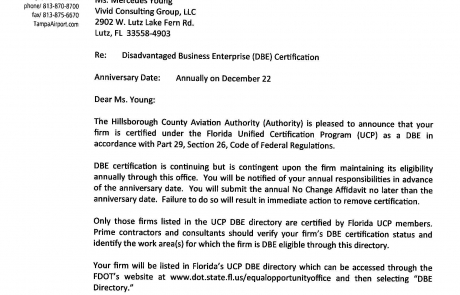 Ms. Mercedes Young
phone/ 813-870-8700
Vivid Consulting Group, LLC
fax/ 813-875-6670
2902 W. Lutz Lake Fern Rd.
TampaAirport.com
Lutz, FL 33558-4903
Re: Disadvantaged Business Enterprise (DBE) Certification
Anniversary Date: Annually on December 22
Dear Ms. Young:
The Hillsborough County Aviation Authority (Authority) is pleased to announce that your
firm is certified under the Florida Unified Certification Program (UCP) as a DBE in
accordance with Part 29, Section 26, Code of Federal Regulations.
DBE certification is continuing but is contingent upon the firm maintaining its eligibility
annually through this office. You will be notified of your annual responsibilities in advance
of the anniversary date. You will submit the annual No Change Affidavit no later than the
anniversary date. Failure to do so will result in immediate action to remove certification.
Only those firms listed in the UCP DBE directory are certified by Florida UCP members.
Prime contractors and consultants should verify your firm's DBE certification status and
identify the work area(s) for which the firm is DBE eligible through this directory.
Your firm will be listed in Florida's UCP DBE directory which can be accessed through the
FDOT's website at www.dot.state.fl.us/equalopportunityoffice and then selecting "DBE
Directory."